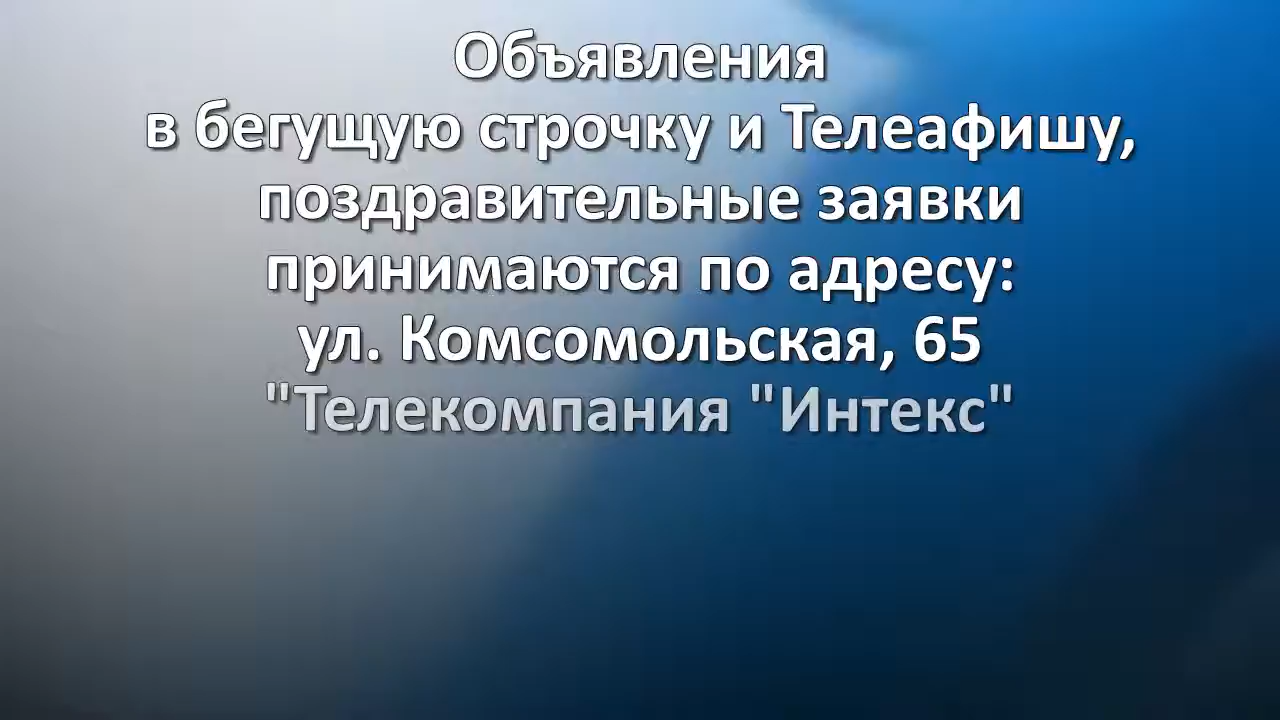 Объявления
в бегущую строчку и Телеафишу,
поздравительные заявки
принимаются по адресу:
ул. Комсомольская, 65
"Телекомпания "Интекс"